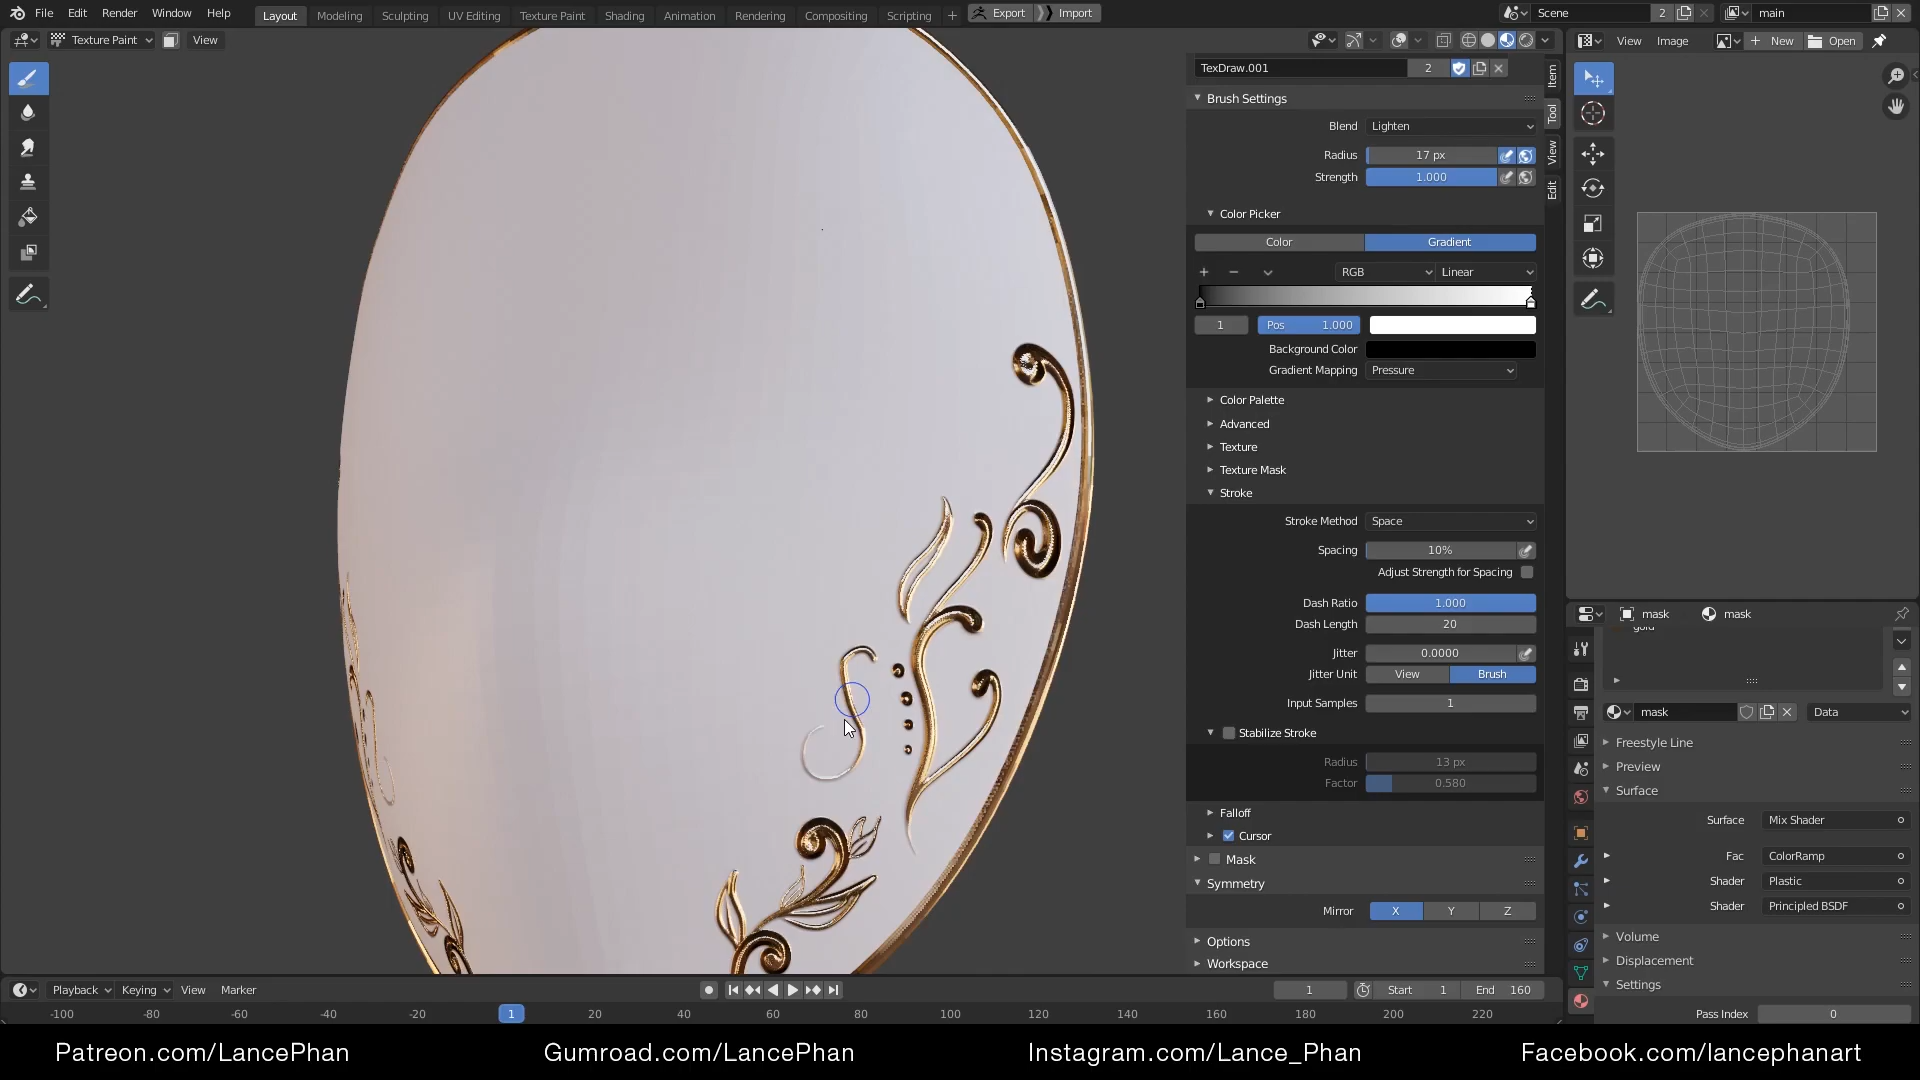 File Edit Render Window Help Layout Modeling Sculpting UV Editing Texture Paint Shading Animation Rendering Compositing Scripting + Export Import Scene 2 main
Texture Paint View
View Image + New Open
TexDraw.001 2
Item
Tool
View
Edit
Brush Settings
Blend Lighten
Radius 17 px
Strength 1.000
Color Picker
Color Gradient
+ − RGB Linear
1 Pos 1.000
Background Color
Gradient Mapping Pressure
Color Palette
Advanced
Texture
Texture Mask
Stroke
Stroke Method Space
Spacing 10%
Adjust Strength for Spacing
Dash Ratio 1.000
Dash Length 20
Jitter 0.0000
Jitter Unit View Brush
Input Samples 1
Stabilize Stroke
Radius 13 px
Factor 0.580
Falloff
Cursor
Mask
Symmetry
Mirror X Y Z
Options
Workspace
mask mask
gold
mask Data
Freestyle Line
Preview
Surface
Surface Mix Shader
Fac ColorRamp
Shader Plastic
Shader Principled BSDF
Volume
Displacement
Settings
Pass Index 0
Playback Keying View Marker 1 Start 1 End 160
-100 -80 -60 -40 -20 1 20 40 60 80 100 120 140 160 180 200 220
Patreon.com/LancePhan Gumroad.com/LancePhan Instagram.com/Lance_Phan Facebook.com/lancephanart